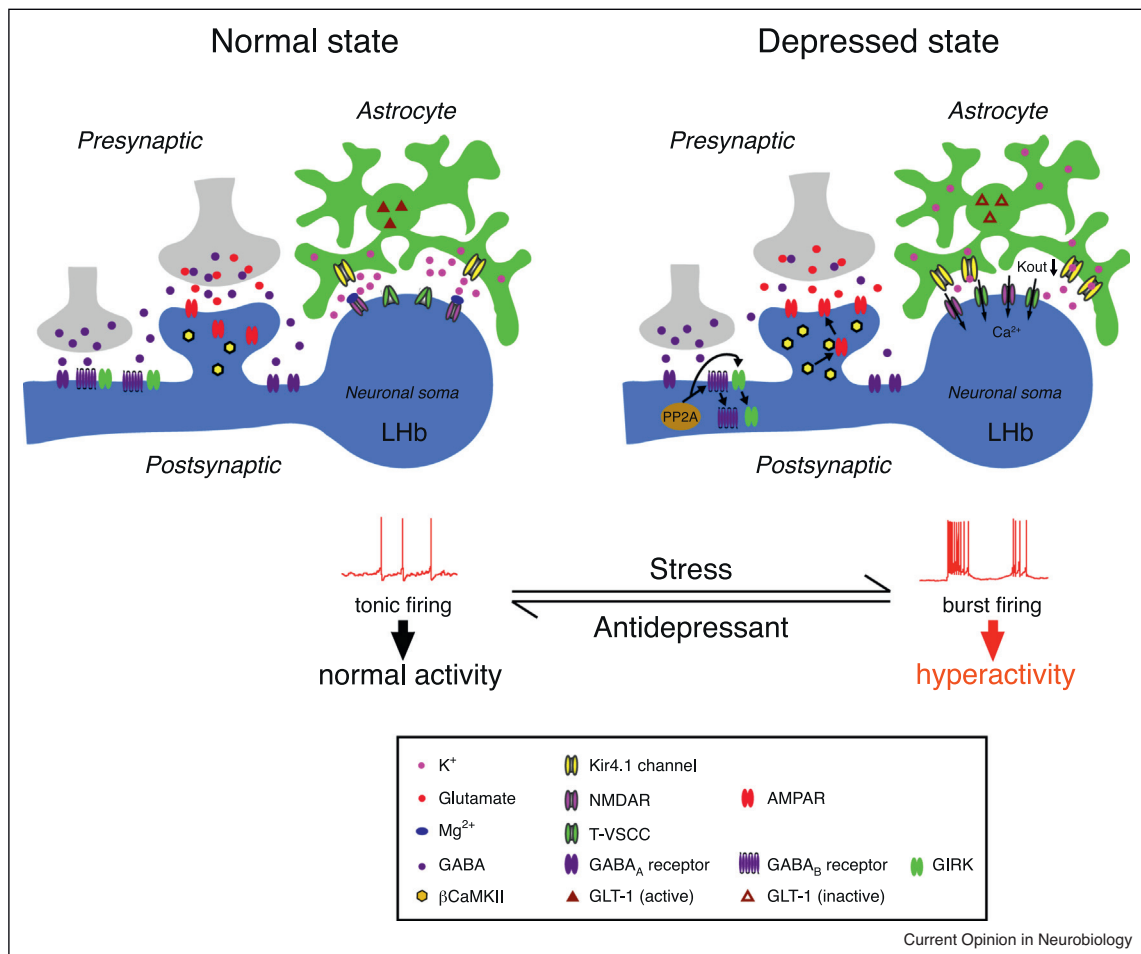 Normal state
Depressed state
Astrocyte
Presynaptic
Neuronal soma
LHb
Postsynaptic
Astrocyte
Presynaptic
Kout
Ca²⁺
Neuronal soma
PP2A
LHb
Postsynaptic
tonic firing
normal activity
Stress
Antidepressant
burst firing
hyperactivity
K⁺
Kir4.1 channel
Glutamate
NMDAR
AMPAR
Mg²⁺
T-VSCC
GABA
GABA_A receptor
GABA_B receptor
GIRK
βCaMKII
GLT-1 (active)
GLT-1 (inactive)
Current Opinion in Neurobiology